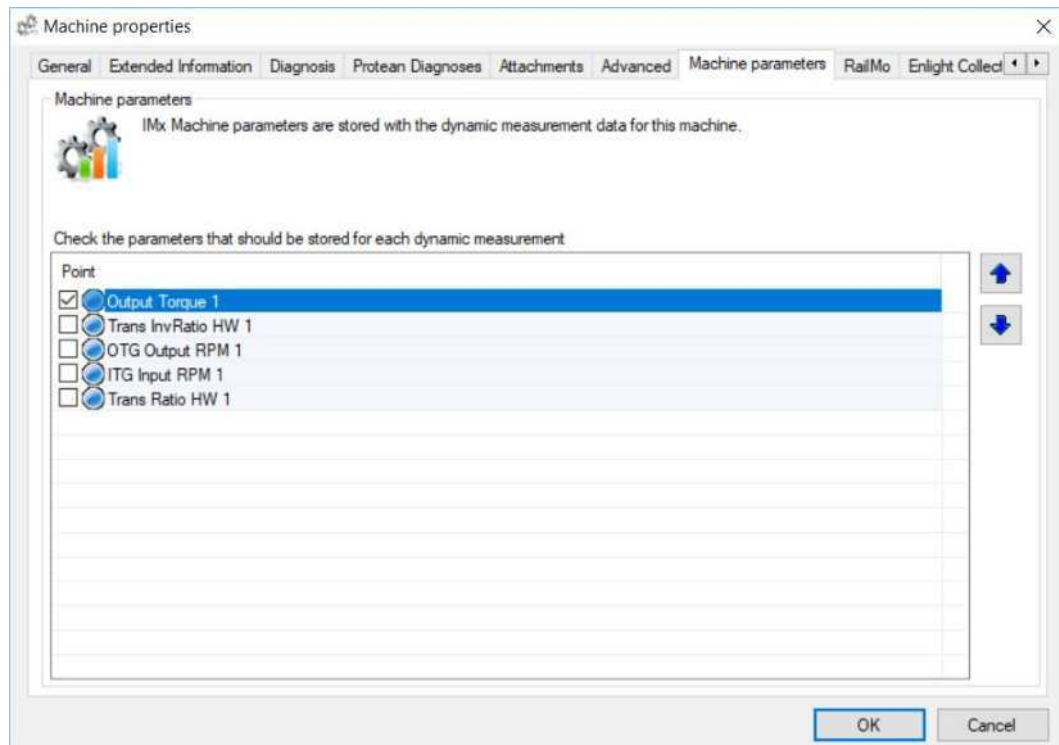 Machine properties
General Extended Information Diagnosis Protean Diagnoses Attachments Advanced Machine parameters RailMo Enlight Collect
Machine parameters
IMx Machine parameters are stored with the dynamic measurement data for this machine.
Check the parameters that should be stored for each dynamic measurement
Point
Output Torque 1
Trans InvRatio HW 1
OTG Output RPM 1
ITG Input RPM 1
Trans Ratio HW 1
OK Cancel